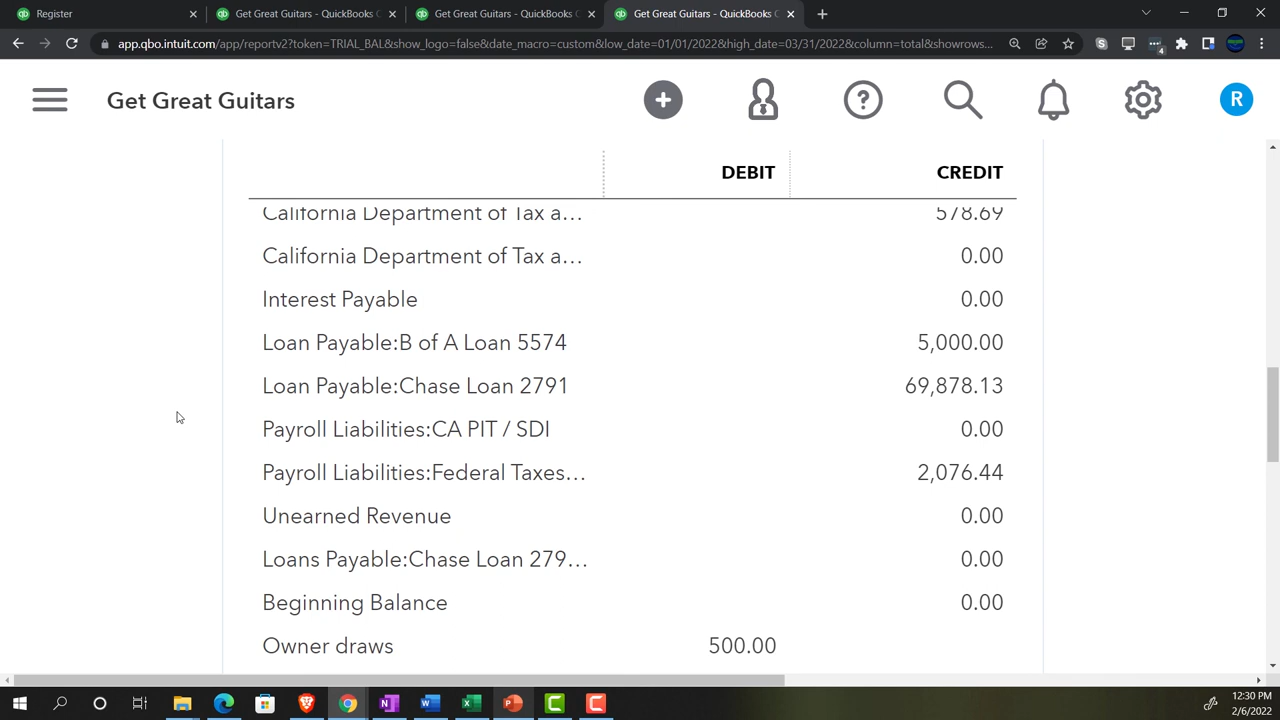 Register
Get Great Guitars - QuickBooks C
Get Great Guitars - QuickBooks C
Get Great Guitars - QuickBooks C
app.qbo.intuit.com/app/reportv2?token=TRIAL_BAL&show_logo=false&date_macro=custom&low_date=01/01/2022&high_date=03/31/2022&column=total&showrows...
4
Get Great Guitars
R
DEBIT CREDIT
California Department of Tax a... 578.69
California Department of Tax a... 0.00
Interest Payable 0.00
Loan Payable:B of A Loan 5574 5,000.00
Loan Payable:Chase Loan 2791 69,878.13
Payroll Liabilities:CA PIT / SDI 0.00
Payroll Liabilities:Federal Taxes... 2,076.44
Unearned Revenue 0.00
Loans Payable:Chase Loan 279... 0.00
Beginning Balance 0.00
Owner draws 500.00
12:30 PM
2/6/2022